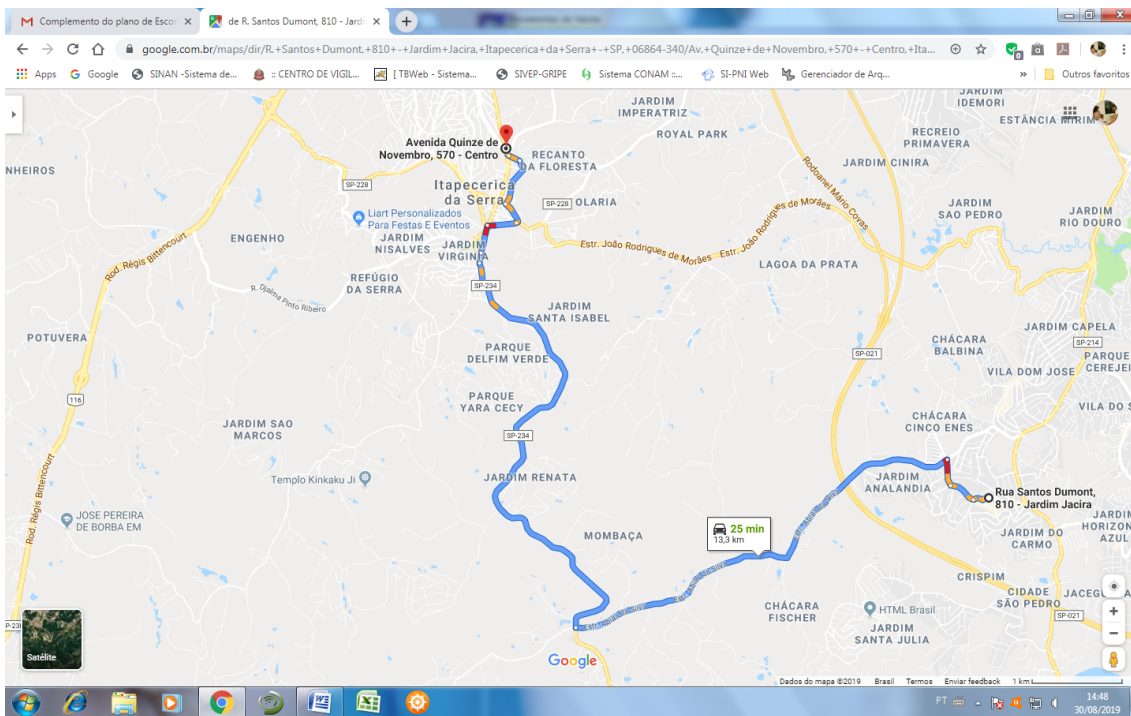 Complemento do plano de Escor
de R. Santos Dumont, 810 - Jardi
google.com.br/maps/dir/R.+Santos+Dumont,+810+-+Jardim+Jacira,+Itapecerica+da+Serra+-+SP,+06864-340/Av.+Quinze+de+Novembro,+570+-+Centro,+Ita...
Apps Google SINAN -Sistema de... :: CENTRO DE VIGIL... [ TBWeb - Sistema... SIVEP-GRIPE Sistema CONAM ::... SI-PNI Web Gerenciador de Arq... » Outros favoritos
JARDIM
IMPERATRIZ
JARDIM
IDEMORI
ESTÂNCIA MIRIM
ROYAL PARK
RECREIO
PRIMAVERA
Avenida Quinze de
Novembro, 570 - Centro
RECANTO
DA FLORESTA
JARDIM CINIRA
NHEIROS
SP-228
Itapecerica
da Serra
SP-228
OLARIA
Rodoanel Mário Covas
JARDIM
SAO PEDRO
JARDIM
RIO DOURO
Liart Personalizados
Para Festas E Eventos
ENGENHO
JARDIM
NISALVES
JARDIM
VIRGINIA
Estr. João Rodrigues de Morães
Estr. João Rodrigues de Morães
LAGOA DA PRATA
Rod. Régis Bittencourt
REFÚGIO
DA SERRA
R. Djalma Pinto Ribeiro
SP-234
JARDIM
SANTA ISABEL
POTUVERA
PARQUE
DELFIM VERDE
SP-021
CHÁCARA
BALBINA
JARDIM CAPELA
SP-214
PARQUE
CEREJEI
VILA DOM JOSE
116
PARQUE
YARA CECY
VILA DO S
JARDIM SAO
MARCOS
SP-234
CHÁCARA
CINCO ENES
Templo Kinkaku Ji
JARDIM RENATA
JARDIM
ANALANDIA
Rua Santos Dumont,
810 - Jardim Jacira
Rod. Régis Bittencourt
JOSE PEREIRA
DE BORBA EM
25 min
13,3 km
MOMBAÇA
JARDIM
HORIZON
AZUL
JARDIM DO
CARMO
CRISPIM
CIDADE
SÃO PEDRO
CHÁCARA
FISCHER
HTML Brasil
SP-021
JARDIM
SANTA JULIA
Satélite
Google
Dados do mapa ©2019 Brasil Termos Enviar feedback 1 km
PT
14:48
30/08/2019